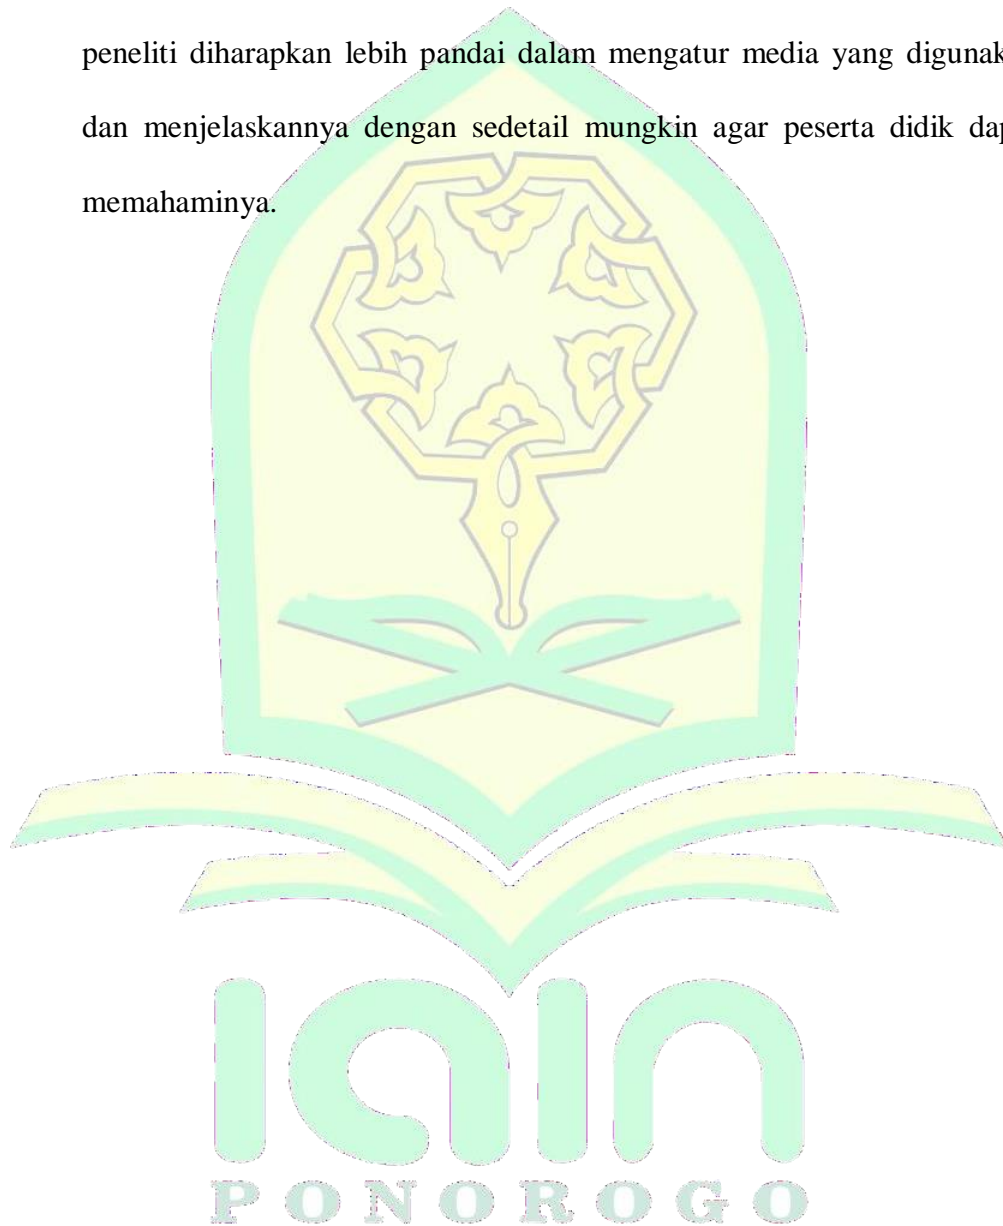 peneliti diharapkan lebih pandai dalam mengatur media yang digunak
dan menjelaskannya dengan sedetail mungkin agar peserta didik dap
memahaminya.
iain
PONOROGO